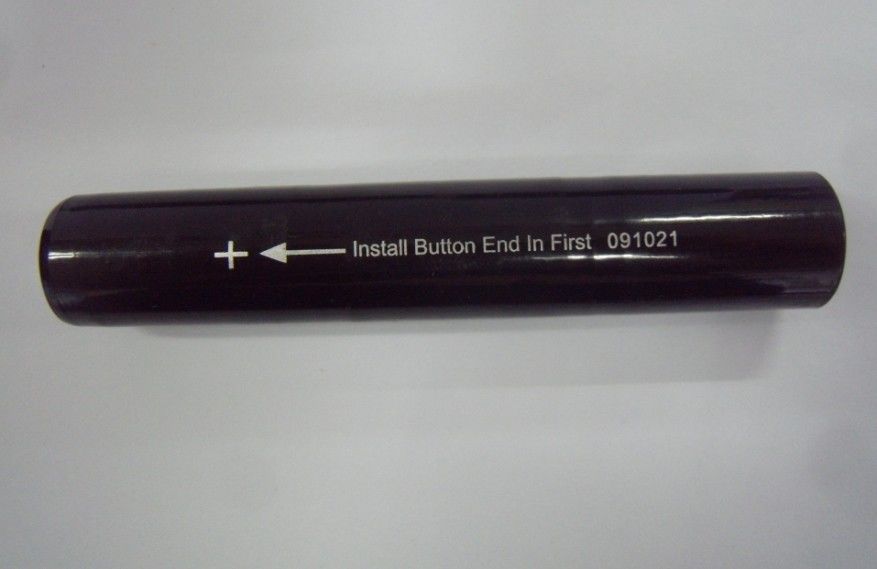 + ← Install Button End In First 091021